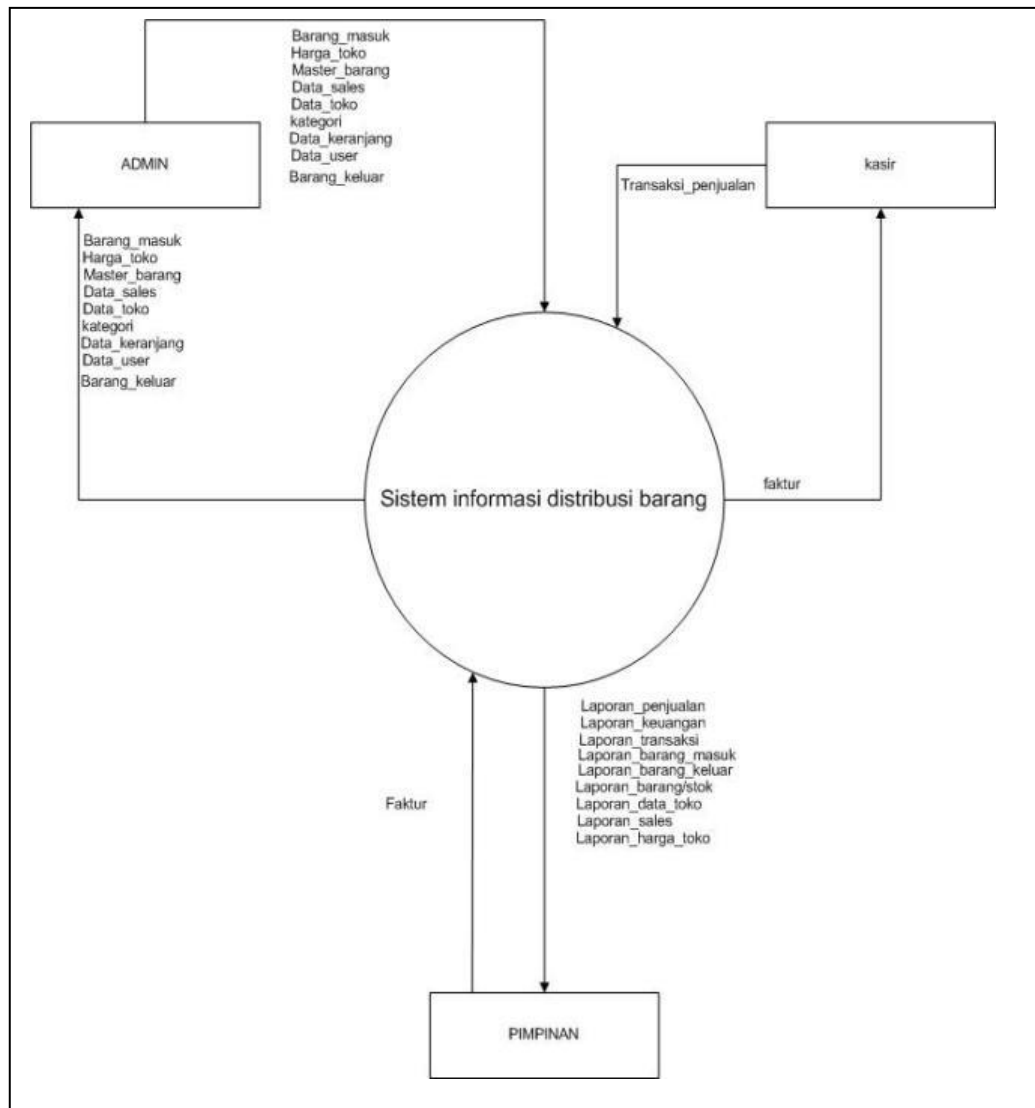 Barang_masuk
Harga_toko
Master_barang
Data_sales
Data_toko
kategori
Data_keranjang
Data_user
Barang_keluar
ADMIN
kasir
Transaksi_penjualan
Barang_masuk
Harga_toko
Master_barang
Data_sales
Data_toko
kategori
Data_keranjang
Data_user
Barang_keluar
Sistem informasi distribusi barang
faktur
Laporan_penjualan
Laporan_keuangan
Laporan_transaksi
Laporan_barang_masuk
Laporan_barang_keluar
Laporan_barang/stok
Laporan_data_toko
Laporan_sales
Laporan_harga_toko
Faktur
PIMPINAN